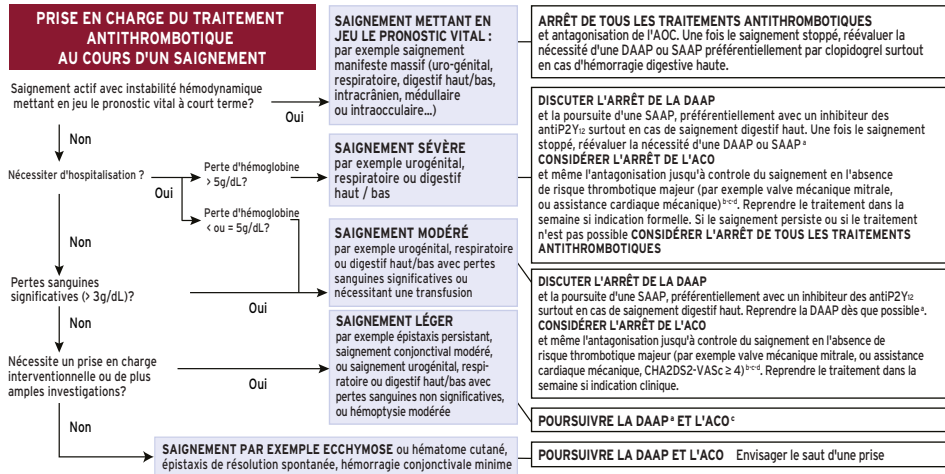 PRISE EN CHARGE DU TRAITEMENT
ANTITHROMBOTIQUE
AU COURS D'UN SAIGNEMENT
Saignement actif avec instabilité hémodynamique
mettant en jeu le pronostic vital à court terme?
Oui
Non
Nécessiter d'hospitalisation ?
Oui
Perte d'hémoglobine
> 5g/dL?
Perte d'hémoglobine
< ou = 5g/dL?
Non
Pertes sanguines
significatives (> 3g/dL)?
Oui
Non
Nécessite un prise en charge
interventionnelle ou de plus
amples investigations?
Oui
Non
SAIGNEMENT METTANT EN
JEU LE PRONOSTIC VITAL :
par exemple saignement
manifeste massif (uro-génital,
respiratoire, digestif haut/bas,
intracrânien, médullaire
ou intraocculaire...)
SAIGNEMENT SÉVÈRE
par exemple urogénital,
respiratoire ou digestif
haut / bas
SAIGNEMENT MODÉRÉ
par exemple urogénital, respiratoire
ou digestif haut/bas avec pertes
sanguines significatives ou
nécessitant une transfusion
SAIGNEMENT LÉGER
par exemple épistaxis persistant,
saignement conjonctival modéré,
ou saignement urogénital, respi-
ratoire ou digestif haut/bas avec
pertes sanguines non significatives,
ou hémoptysie modérée
SAIGNEMENT PAR EXEMPLE ECCHYMOSE ou hématome cutané,
épistaxis de résolution spontanée, hémorragie conjonctivale minime
ARRÊT DE TOUS LES TRAITEMENTS ANTITHROMBOTIQUES
et antagonisation de l'AOC. Une fois le saignement stoppé, réévaluer la
nécessité d'une DAAP ou SAAP préférentiellement par clopidogrel surtout
en cas d'hémorragie digestive haute.
DISCUTER L'ARRÊT DE LA DAAP
et la poursuite d'une SAAP, préférentiellement avec un inhibiteur des
antiP2Y₁₂ surtout en cas de saignement digestif haut. Une fois le saignement
stoppé, réévaluer la nécessité d'une DAAP ou SAAP ᵃ
CONSIDÉRER L'ARRÊT DE L'ACO
et même l'antagonisation jusqu'à controle du saignement en l'absence
de risque thrombotique majeur (par exemple valve mécanique mitrale,
ou assistance cardiaque mécanique) ᵇ⁻ᶜ⁻ᵈ. Reprendre le traitement dans la
semaine si indication formelle. Si le saignement persiste ou si le traitement
n'est pas possible CONSIDÉRER L'ARRÊT DE TOUS LES TRAITEMENTS
ANTITHROMBOTIQUES
DISCUTER L'ARRÊT DE LA DAAP
et la poursuite d'une SAAP, préférentiellement avec un inhibiteur des antiP2Y₁₂
surtout en cas de saignement digestif haut. Reprendre la DAAP dès que possible ᵃ.
CONSIDÉRER L'ARRÊT DE L'ACO
et même l'antagonisation jusqu'à controle du saignement en l'absence de
risque thrombotique majeur (par exemple valve mécanique mitrale, ou assistance
cardiaque mécanique, CHA2DS2-VASc ≥ 4) ᵇ⁻ᶜ⁻ᵈ. Reprendre le traitement dans la
semaine si indication clinique.
POURSUIVRE LA DAAP ᵃ ET L'ACO ᶜ
POURSUIVRE LA DAAP ET L'ACO Envisager le saut d'une prise